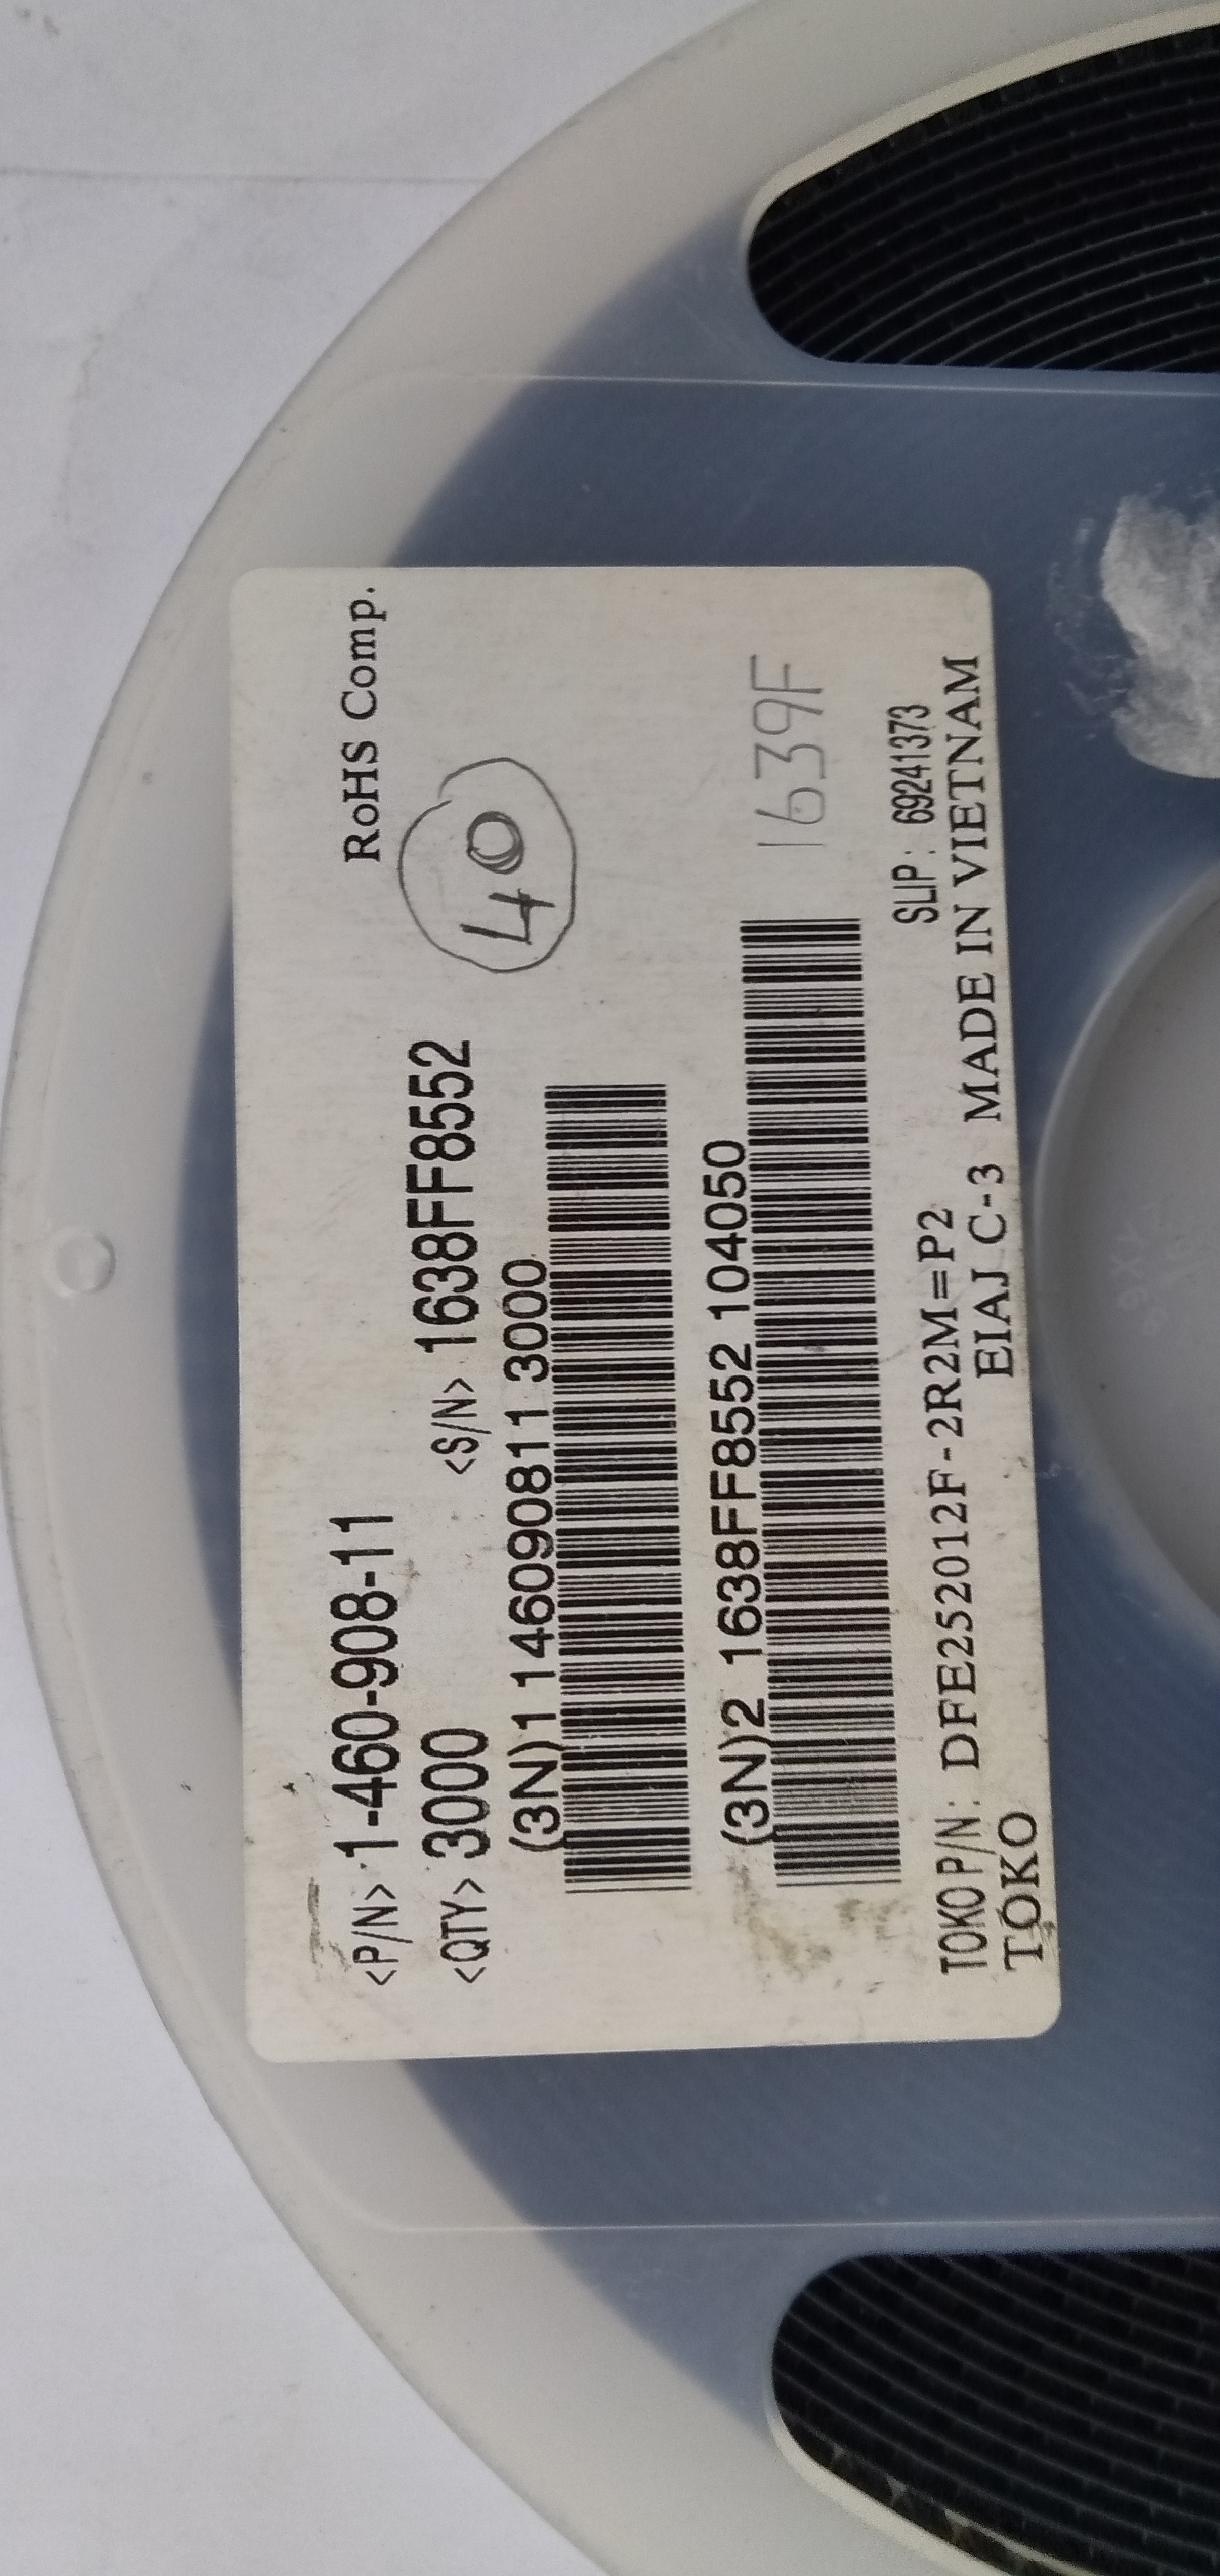 RoHS Comp.
<P/N> 1-460-908-11
<QTY> 3000 <S/N> 1638FF8552
40
(3N)1 146090811 3000
(3N)2 1638FF8552 104050
1639F
SLIP: 69241373
TOKO P/N: DFE252012F-2R2M=P2
TOKO EIAJ C-3 MADE IN VIETNAM